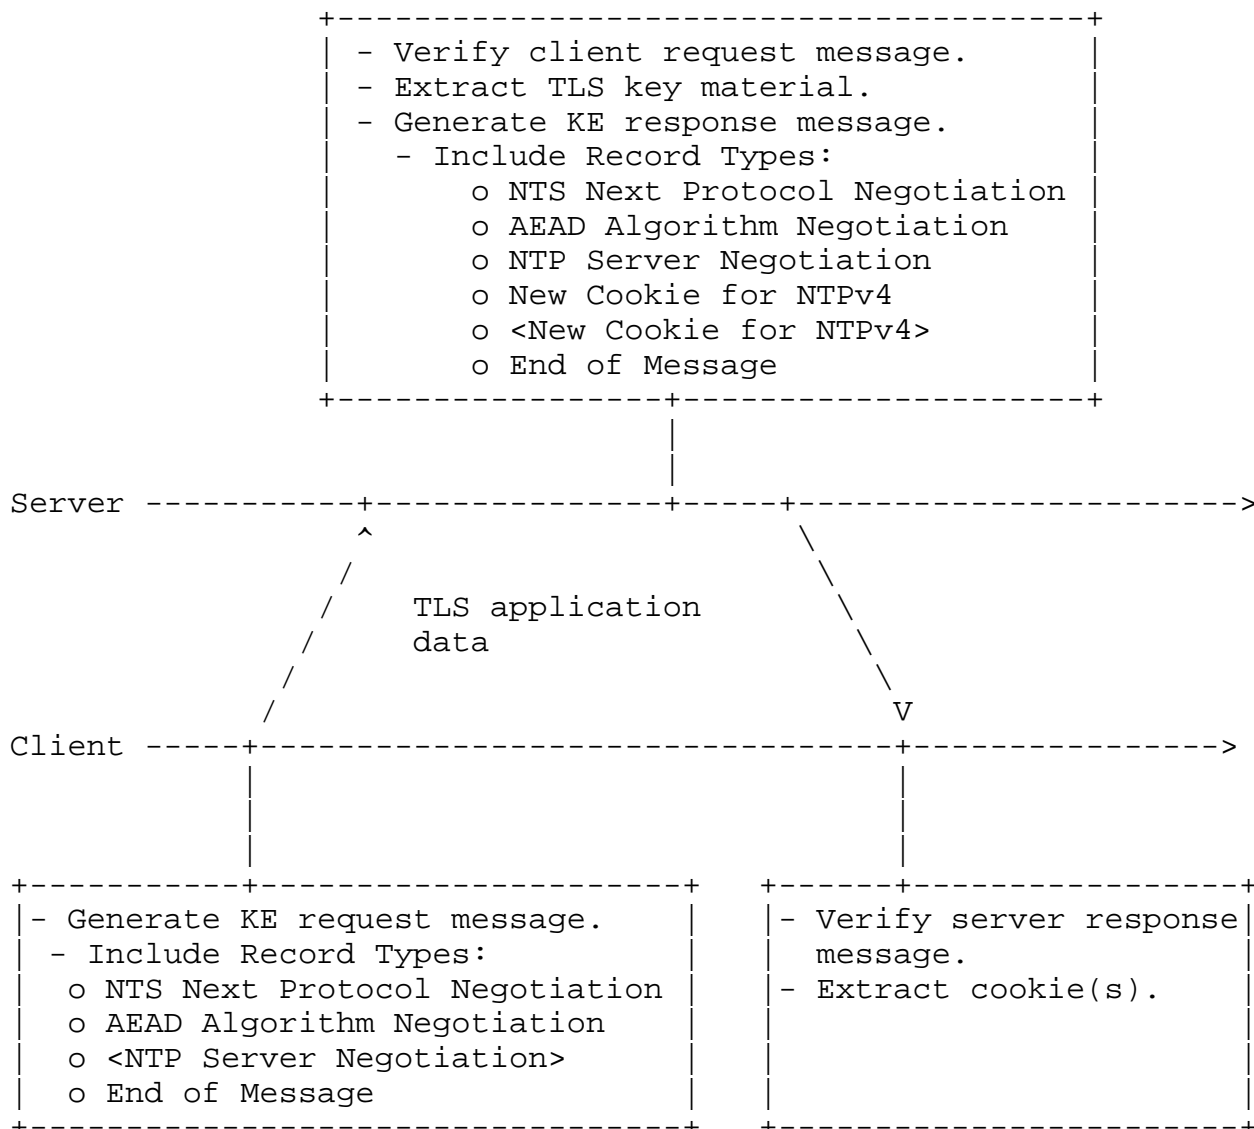 - Verify client request message.
- Extract TLS key material.
- Generate KE response message.
- Include Record Types:
o NTS Next Protocol Negotiation
o AEAD Algorithm Negotiation
o NTP Server Negotiation
o New Cookie for NTPv4
o <New Cookie for NTPv4>
o End of Message
Server
TLS application
data
Client
- Generate KE request message.
- Include Record Types:
o NTS Next Protocol Negotiation
o AEAD Algorithm Negotiation
o <NTP Server Negotiation>
o End of Message
- Verify server response
message.
- Extract cookie(s).